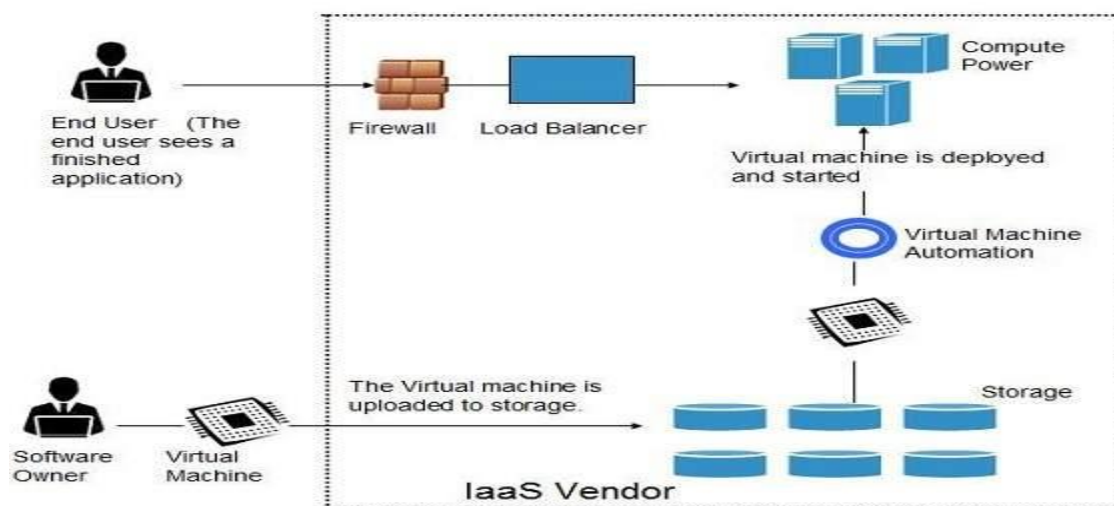 Compute
Power
End User (The
end user sees a
finished
application)
Firewall
Load Balancer
Virtual machine is deployed
and started
Virtual Machine
Automation
The Virtual machine is
uploaded to storage.
Storage
Software
Owner
Virtual
Machine
IaaS Vendor